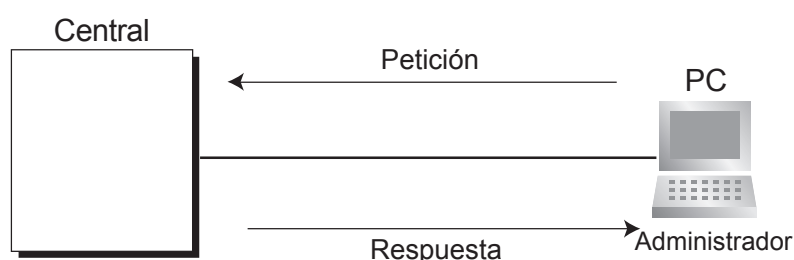 Central
Petición
PC
Respuesta
Administrador